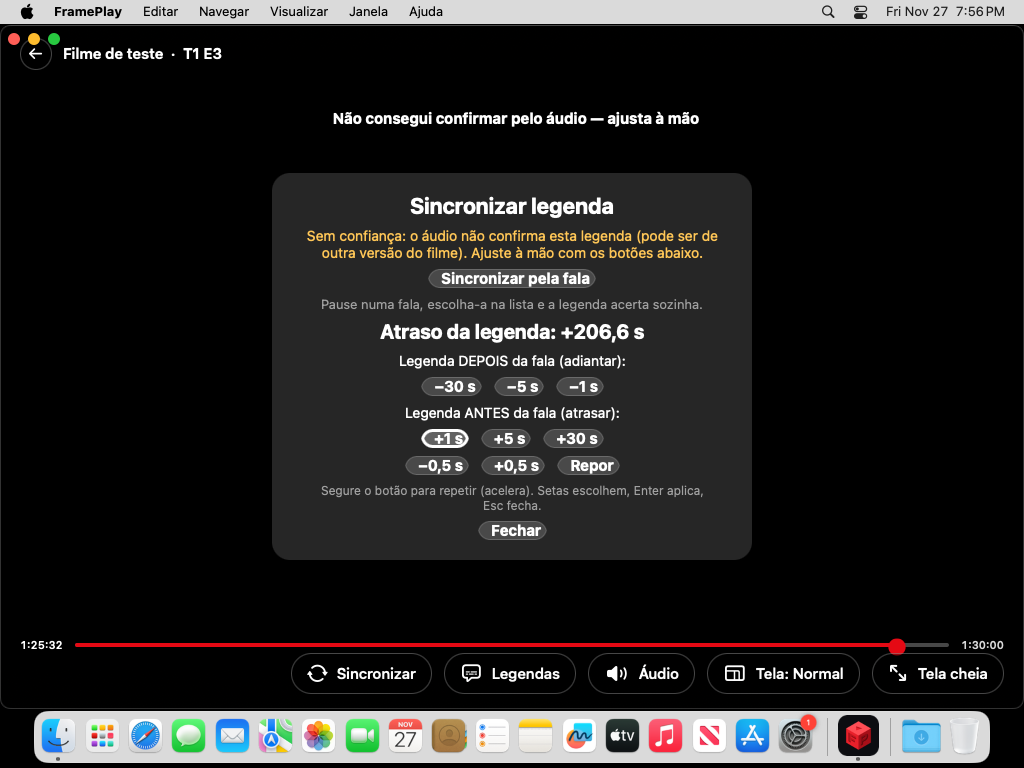 FramePlay Editar Navegar Visualizar Janela Ajuda Fri Nov 27 7:56 PM
Filme de teste · T1 E3
Não consegui confirmar pelo áudio — ajusta à mão
Sincronizar legenda
Sem confiança: o áudio não confirma esta legenda (pode ser de
outra versão do filme). Ajuste à mão com os botões abaixo.
Sincronizar pela fala
Pause numa fala, escolha-a na lista e a legenda acerta sozinha.
Atraso da legenda: +206,6 s
Legenda DEPOIS da fala (adiantar):
−30 s −5 s −1 s
Legenda ANTES da fala (atrasar):
+1 s +5 s +30 s
−0,5 s +0,5 s Repor
Segure o botão para repetir (acelera). Setas escolhem, Enter aplica,
Esc fecha.
Fechar
1:25:32 1:30:00
Sincronizar Legendas Áudio Tela: Normal Tela cheia
NOV
27
tv
1